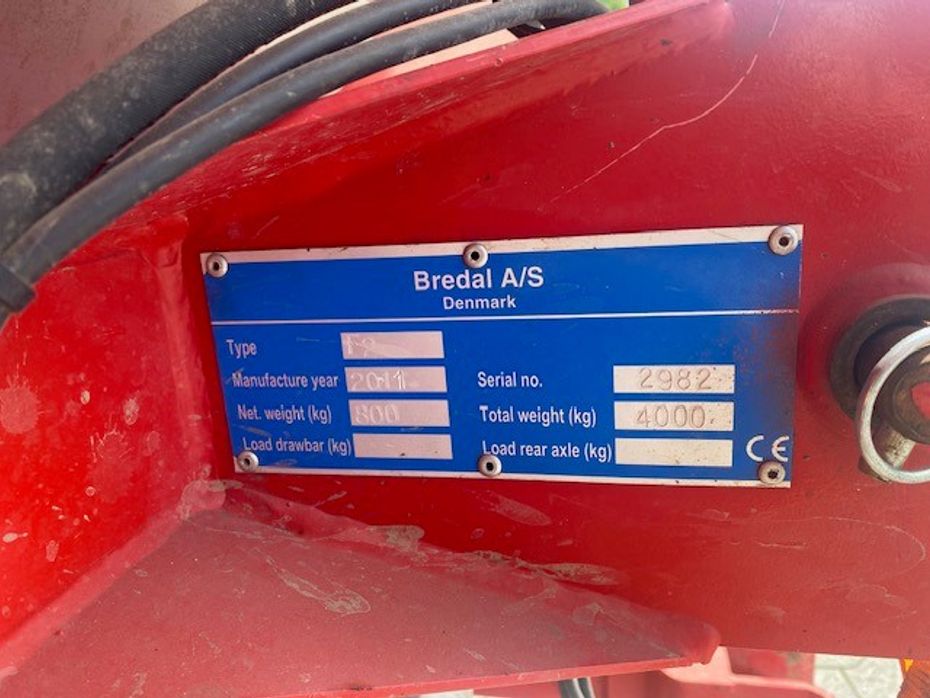 Bredal A/S
Denmark
Type F2
Manufacture year 2011 Serial no. 2982
Net. weight (kg) 800 Total weight (kg) 4000
Load drawbar (kg) Load rear axle (kg) CE